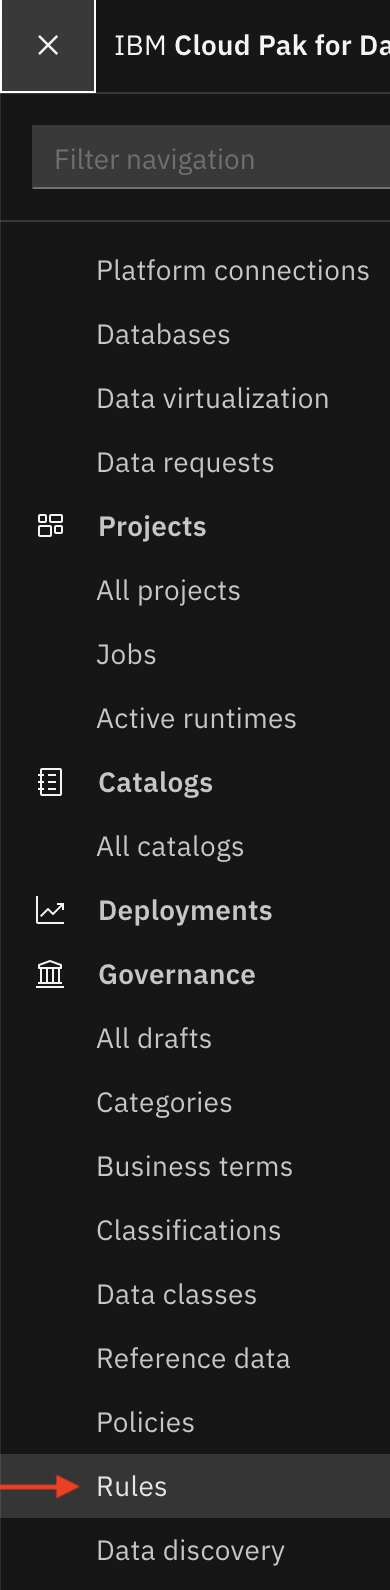 IBM Cloud Pak for Da
Filter navigation
Platform connections
Databases
Data virtualization
Data requests
Projects
All projects
Jobs
Active runtimes
Catalogs
All catalogs
Deployments
Governance
All drafts
Categories
Business terms
Classifications
Data classes
Reference data
Policies
Rules
Data discovery